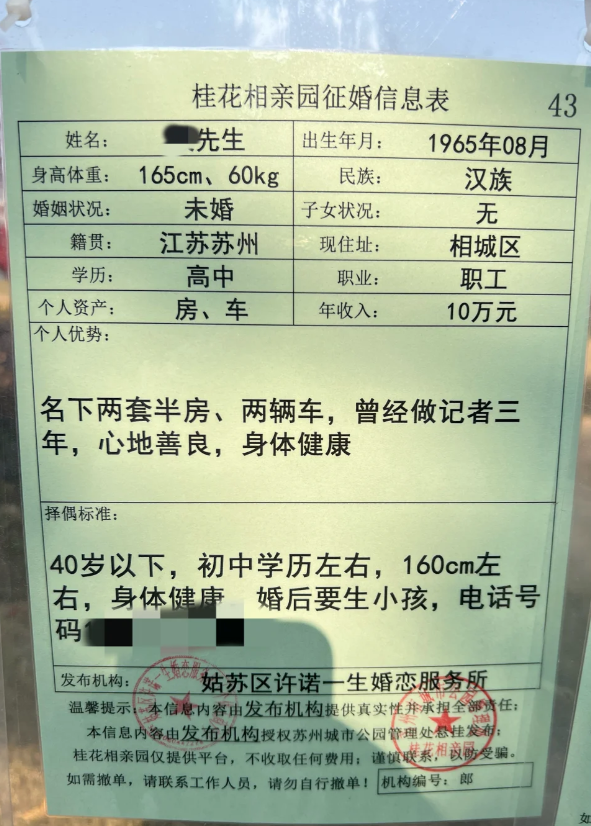 桂花相亲园征婚信息表
43
姓名： 先生 出生年月： 1965年08月
身高体重： 165cm、60kg 民族： 汉族
婚姻状况： 未婚 子女状况： 无
籍贯： 江苏苏州 现住址： 相城区
学历： 高中 职业： 职工
个人资产： 房、车 年收入： 10万元
个人优势：
名下两套半房、两辆车，曾经做记者三
年，心地善良，身体健康
择偶标准：
40岁以下，初中学历左右，160cm左
右，身体健康 婚后要生小孩，电话号
码
发布机构： 姑苏区许诺一生婚恋服务所
温馨提示：本信息内容由发布机构提供真实性并承担全部责任；
本信息内容由发布机构授权苏州城市公园管理处悬挂发布；
桂花相亲园仅提供平台，不收取任何费用；谨慎联系，以防受骗。
如需撤单，请联系工作人员，请勿自行撤单！
机构编号：郎
桂花相亲园
如